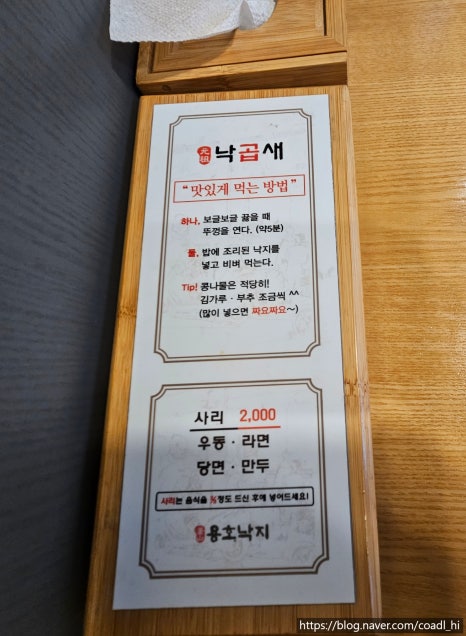 元祖 낙곱새
"맛있게 먹는 방법"
하나, 보글보글 끓을 때
뚜껑을 연다. (약5분)
둘, 밥에 조리된 낙지를
넣고 비벼 먹는다.
Tip! 콩나물은 적당히!
김가루 · 부추 조금씩 ^^
(많이 넣으면 짜요짜요~)
사리 2,000
우동 · 라면
당면 · 만두
사리는 음식을 정도 드신 후에 넣어드세요!
용호낙지
https://blog.naver.com/coadl_hi